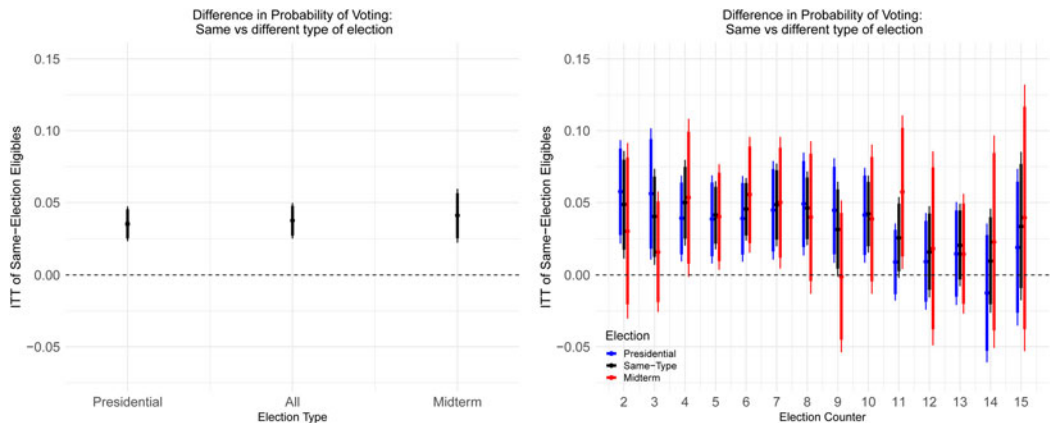 Difference in Probability of Voting:
Same vs different type of election
ITT of Same−Election Eligibles
0.15
0.10
0.05
0.00
−0.05
Presidential
All
Midterm
Election Type
Difference in Probability of Voting:
Same vs different type of election
ITT of Same−Election Eligibles
0.15
0.10
0.05
0.00
−0.05
Election
Presidential
Same−Type
Midterm
2 3 4 5 6 7 8 9 10 11 12 13 14 15
Election Counter